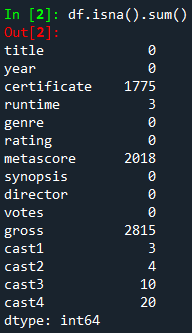 In [2]: df.isna().sum()
Out[2]:
title 0
year 0
certificate 1775
runtime 3
genre 0
rating 0
metascore 2018
synopsis 0
director 0
votes 0
gross 2815
cast1 3
cast2 4
cast3 10
cast4 20
dtype: int64